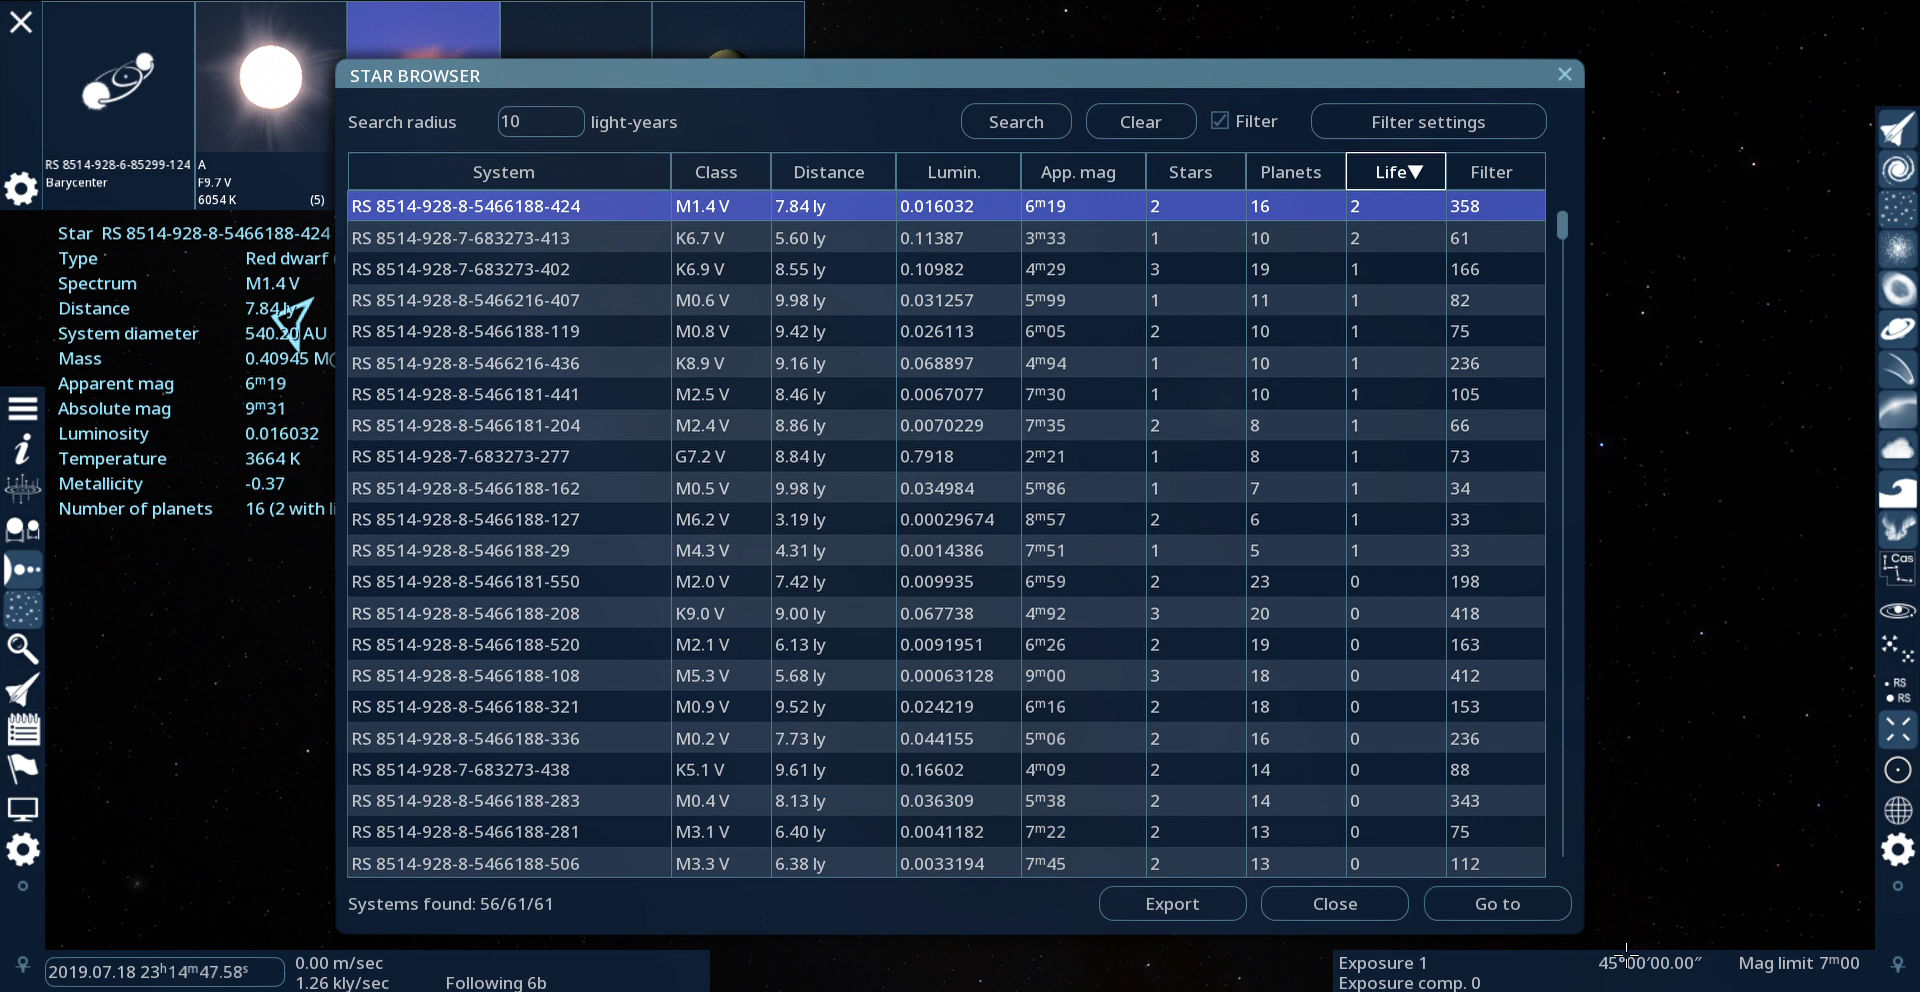 STAR BROWSER
Search radius 10 light-years Search Clear Filter Filter settings
System Class Distance Lumin. App. mag Stars Planets Life▼ Filter
RS 8514-928-8-5466188-424 M1.4 V 7.84 ly 0.016032 6ᵐ19 2 16 2 358
RS 8514-928-7-683273-413 K6.7 V 5.60 ly 0.11387 3ᵐ33 1 10 2 61
RS 8514-928-7-683273-402 K6.9 V 8.55 ly 0.10982 4ᵐ29 3 19 1 166
RS 8514-928-8-5466216-407 M0.6 V 9.98 ly 0.031257 5ᵐ99 1 11 1 82
RS 8514-928-8-5466188-119 M0.8 V 9.42 ly 0.026113 6ᵐ05 2 10 1 75
RS 8514-928-8-5466216-436 K8.9 V 9.16 ly 0.068897 4ᵐ94 1 10 1 236
RS 8514-928-8-5466181-441 M2.5 V 8.46 ly 0.0067077 7ᵐ30 1 10 1 105
RS 8514-928-8-5466181-204 M2.4 V 8.86 ly 0.0070229 7ᵐ35 2 8 1 66
RS 8514-928-7-683273-277 G7.2 V 8.84 ly 0.7918 2ᵐ21 1 8 1 73
RS 8514-928-8-5466188-162 M0.5 V 9.98 ly 0.034984 5ᵐ86 1 7 1 34
RS 8514-928-8-5466188-127 M6.2 V 3.19 ly 0.00029674 8ᵐ57 2 6 1 33
RS 8514-928-8-5466188-29 M4.3 V 4.31 ly 0.0014386 7ᵐ51 1 5 1 33
RS 8514-928-8-5466181-550 M2.0 V 7.42 ly 0.009935 6ᵐ59 2 23 0 198
RS 8514-928-8-5466188-208 K9.0 V 9.00 ly 0.067738 4ᵐ92 3 20 0 418
RS 8514-928-8-5466188-520 M2.1 V 6.13 ly 0.0091951 6ᵐ26 2 19 0 163
RS 8514-928-8-5466188-108 M5.3 V 5.68 ly 0.00063128 9ᵐ00 3 18 0 412
RS 8514-928-8-5466188-321 M0.9 V 9.52 ly 0.024219 6ᵐ16 2 18 0 153
RS 8514-928-8-5466188-336 M0.2 V 7.73 ly 0.044155 5ᵐ06 2 16 0 236
RS 8514-928-7-683273-438 K5.1 V 9.61 ly 0.16602 4ᵐ09 2 14 0 88
RS 8514-928-8-5466188-283 M0.4 V 8.13 ly 0.036309 5ᵐ38 2 14 0 343
RS 8514-928-8-5466188-281 M3.1 V 6.40 ly 0.0041182 7ᵐ22 2 13 0 75
RS 8514-928-8-5466188-506 M3.3 V 6.38 ly 0.0033194 7ᵐ45 2 13 0 112
Systems found: 56/61/61 Export Close Go to
RS 8514-928-6-85299-124
Barycenter
A
F9.7 V
6054 K (5)
Star RS 8514-928-8-5466188-424
Type Red dwarf
Spectrum M1.4 V
Distance 7.84 ly
System diameter 540.20 AU
Mass 0.40945
Apparent mag 6ᵐ19
Absolute mag 9ᵐ31
Luminosity 0.016032
Temperature 3664 K
Metallicity -0.37
Number of planets 16 (2 with
Cas
RS
RS
2019.07.18 23ʰ14ᵐ47.58ˢ
0.00 m/sec
1.26 kly/sec Following 6b
Exposure 1 45°00′00.00″ Mag limit 7ᵐ00
Exposure comp. 0